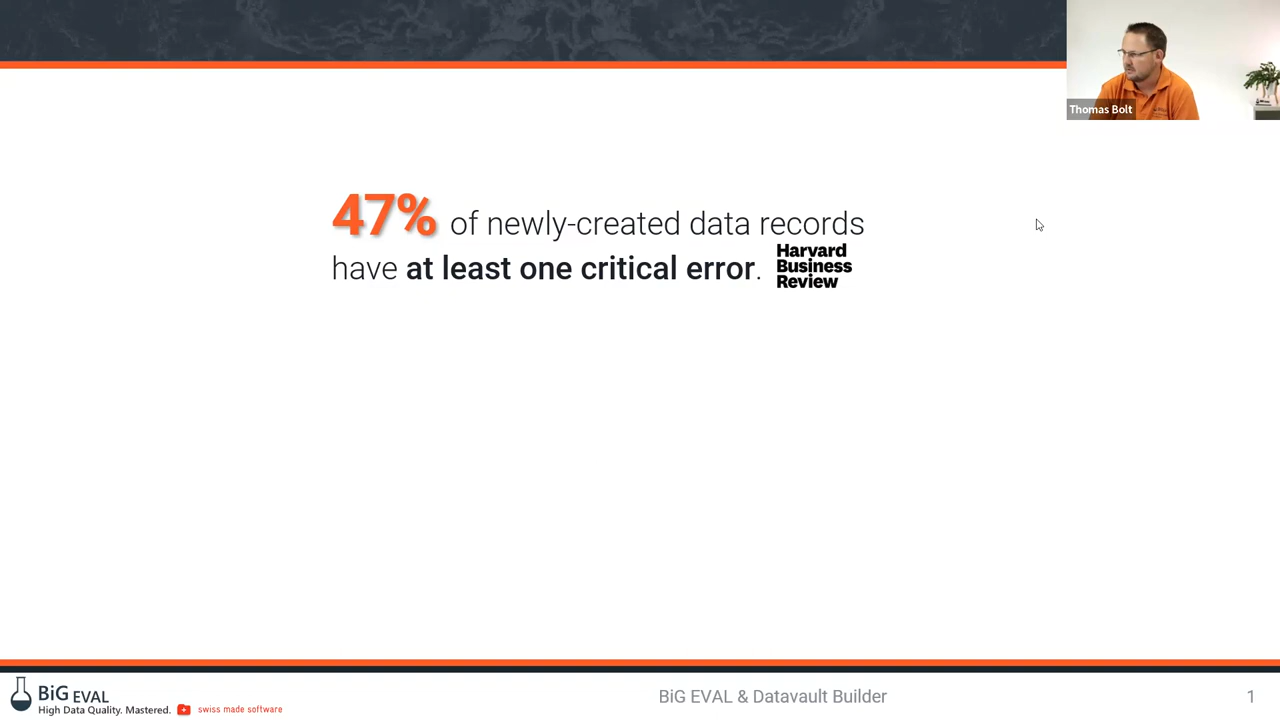 Thomas Bolt
47% of newly-created data records
have at least one critical error.
Harvard
Business
Review
BiG EVAL
High Data Quality. Mastered.
swiss made software
BiG EVAL & Datavault Builder
1